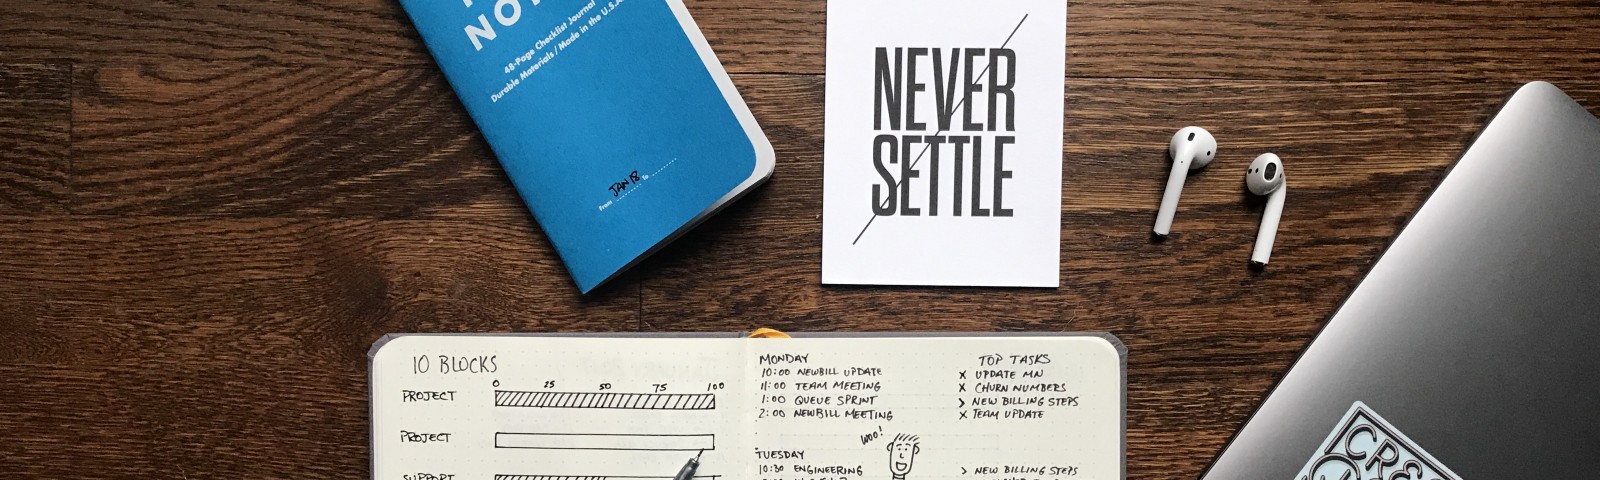 48-Page Checklist Journal
Durable Materials / Made in the U.S.A.
From JAN 18 to
NEVER
SETTLE
10 BLOCKS
0 25 50 75 100
PROJECT
PROJECT
SUPPORT
MONDAY
10:00 NEWBILL UPDATE
11:00 TEAM MEETING
1:00 QUEUE SPRINT
2:00 NEWBILL MEETING
TOP TASKS
X UPDATE MN
X CHURN NUMBERS
> NEW BILLING STEPS
X TEAM UPDATE
WOO!
TUESDAY
10:30 ENGINEERING
> NEW BILLING STEPS